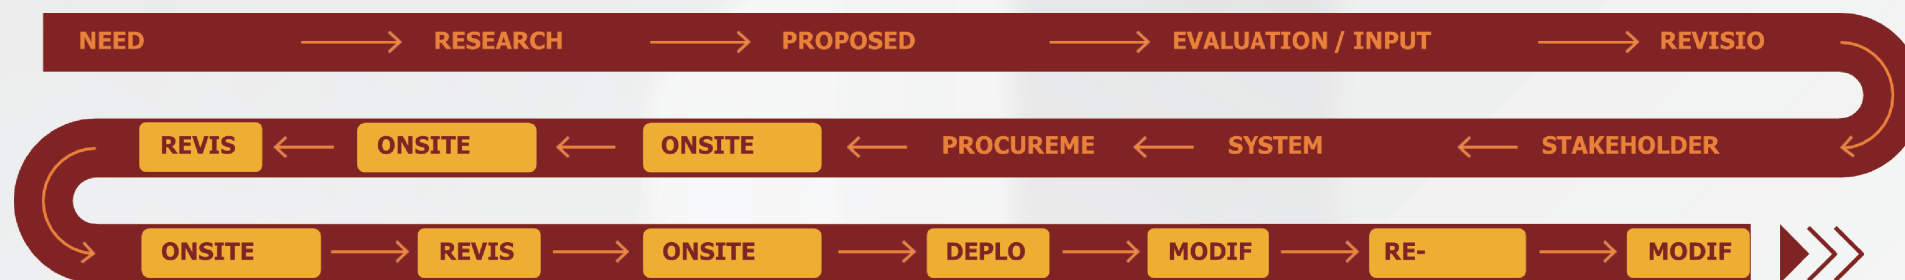 NEED
RESEARCH
PROPOSED
EVALUATION / INPUT
REVISIO
STAKEHOLDER
SYSTEM
PROCUREME
ONSITE
ONSITE
REVIS
ONSITE
REVIS
ONSITE
DEPLO
MODIF
RE-
MODIF